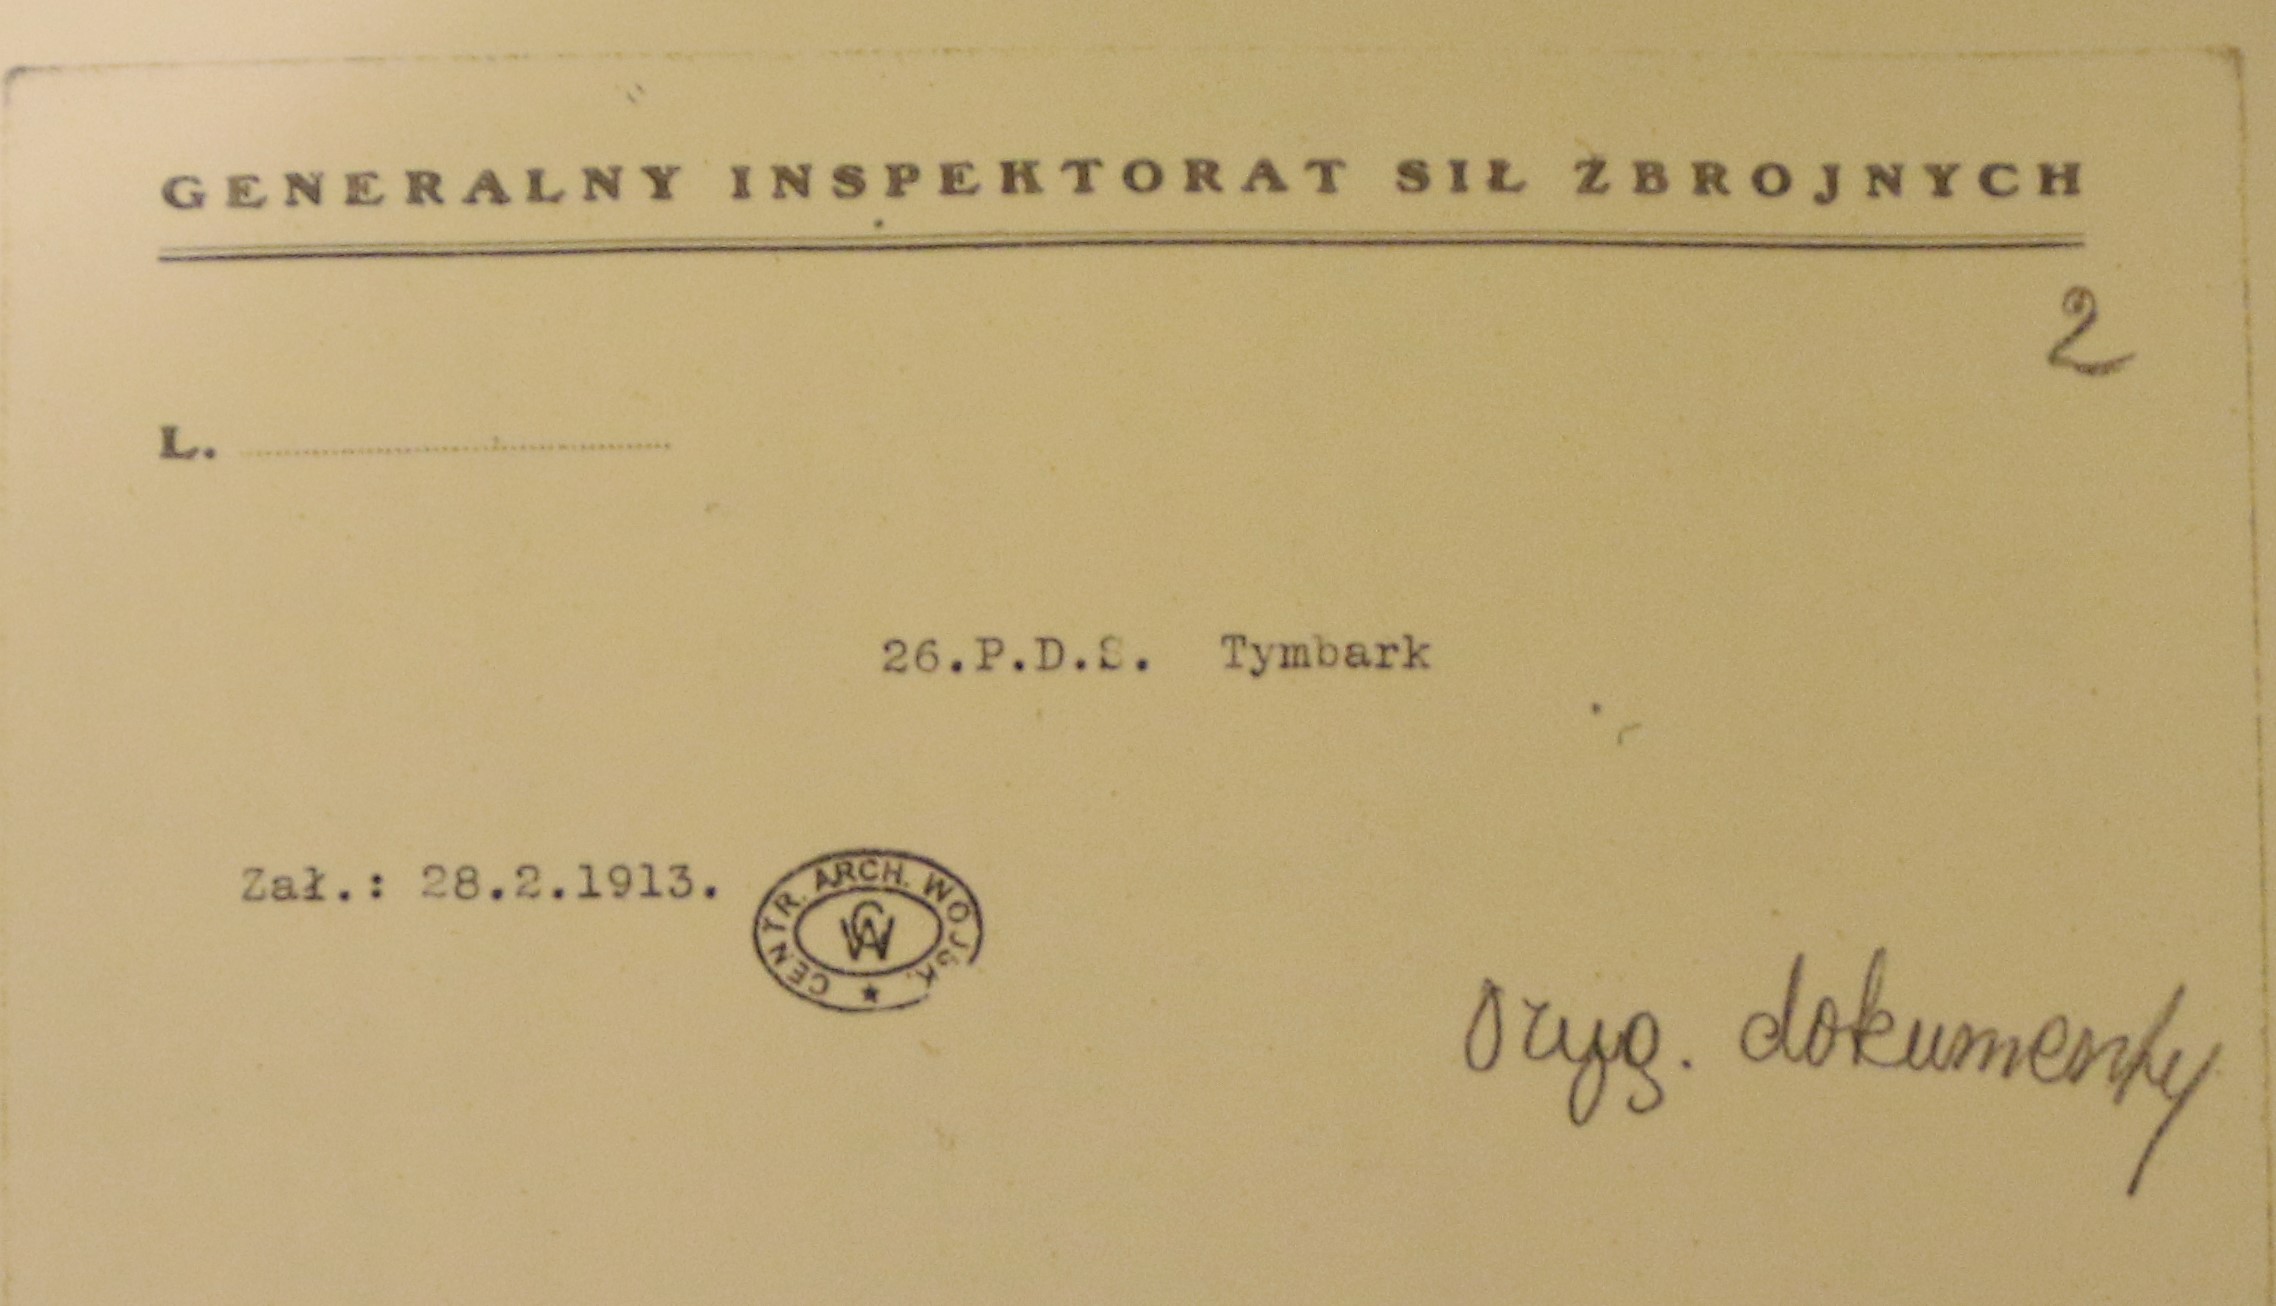 GENERALNY INSPEKTORAT SIŁ ZBROJNYCH
2
L.
26.P.D.S. Tymbark
Zał.: 28.2.1913.
CENTR. ARCH. WOJSK.
CAW
oryg. dokumenty